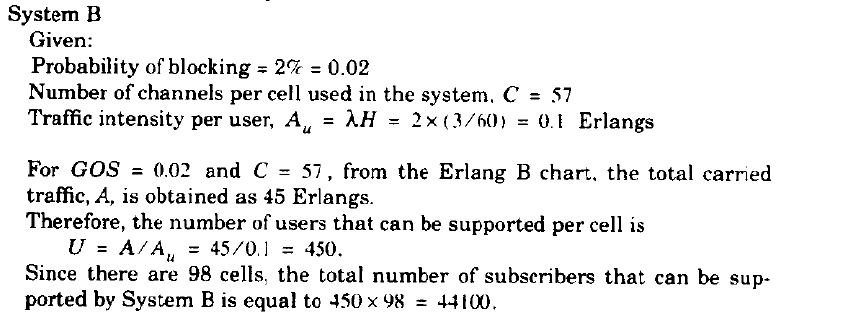 System B
Given:
Probability of blocking = 2% = 0.02
Number of channels per cell used in the system, C = 57
Traffic intensity per user, A_u = λH = 2×(3/60) = 0.1 Erlangs
For GOS = 0.02 and C = 57, from the Erlang B chart, the total carried
traffic, A, is obtained as 45 Erlangs.
Therefore, the number of users that can be supported per cell is
U = A/A_u = 45/0.1 = 450.
Since there are 98 cells, the total number of subscribers that can be sup-
ported by System B is equal to 450 × 98 = 44100.